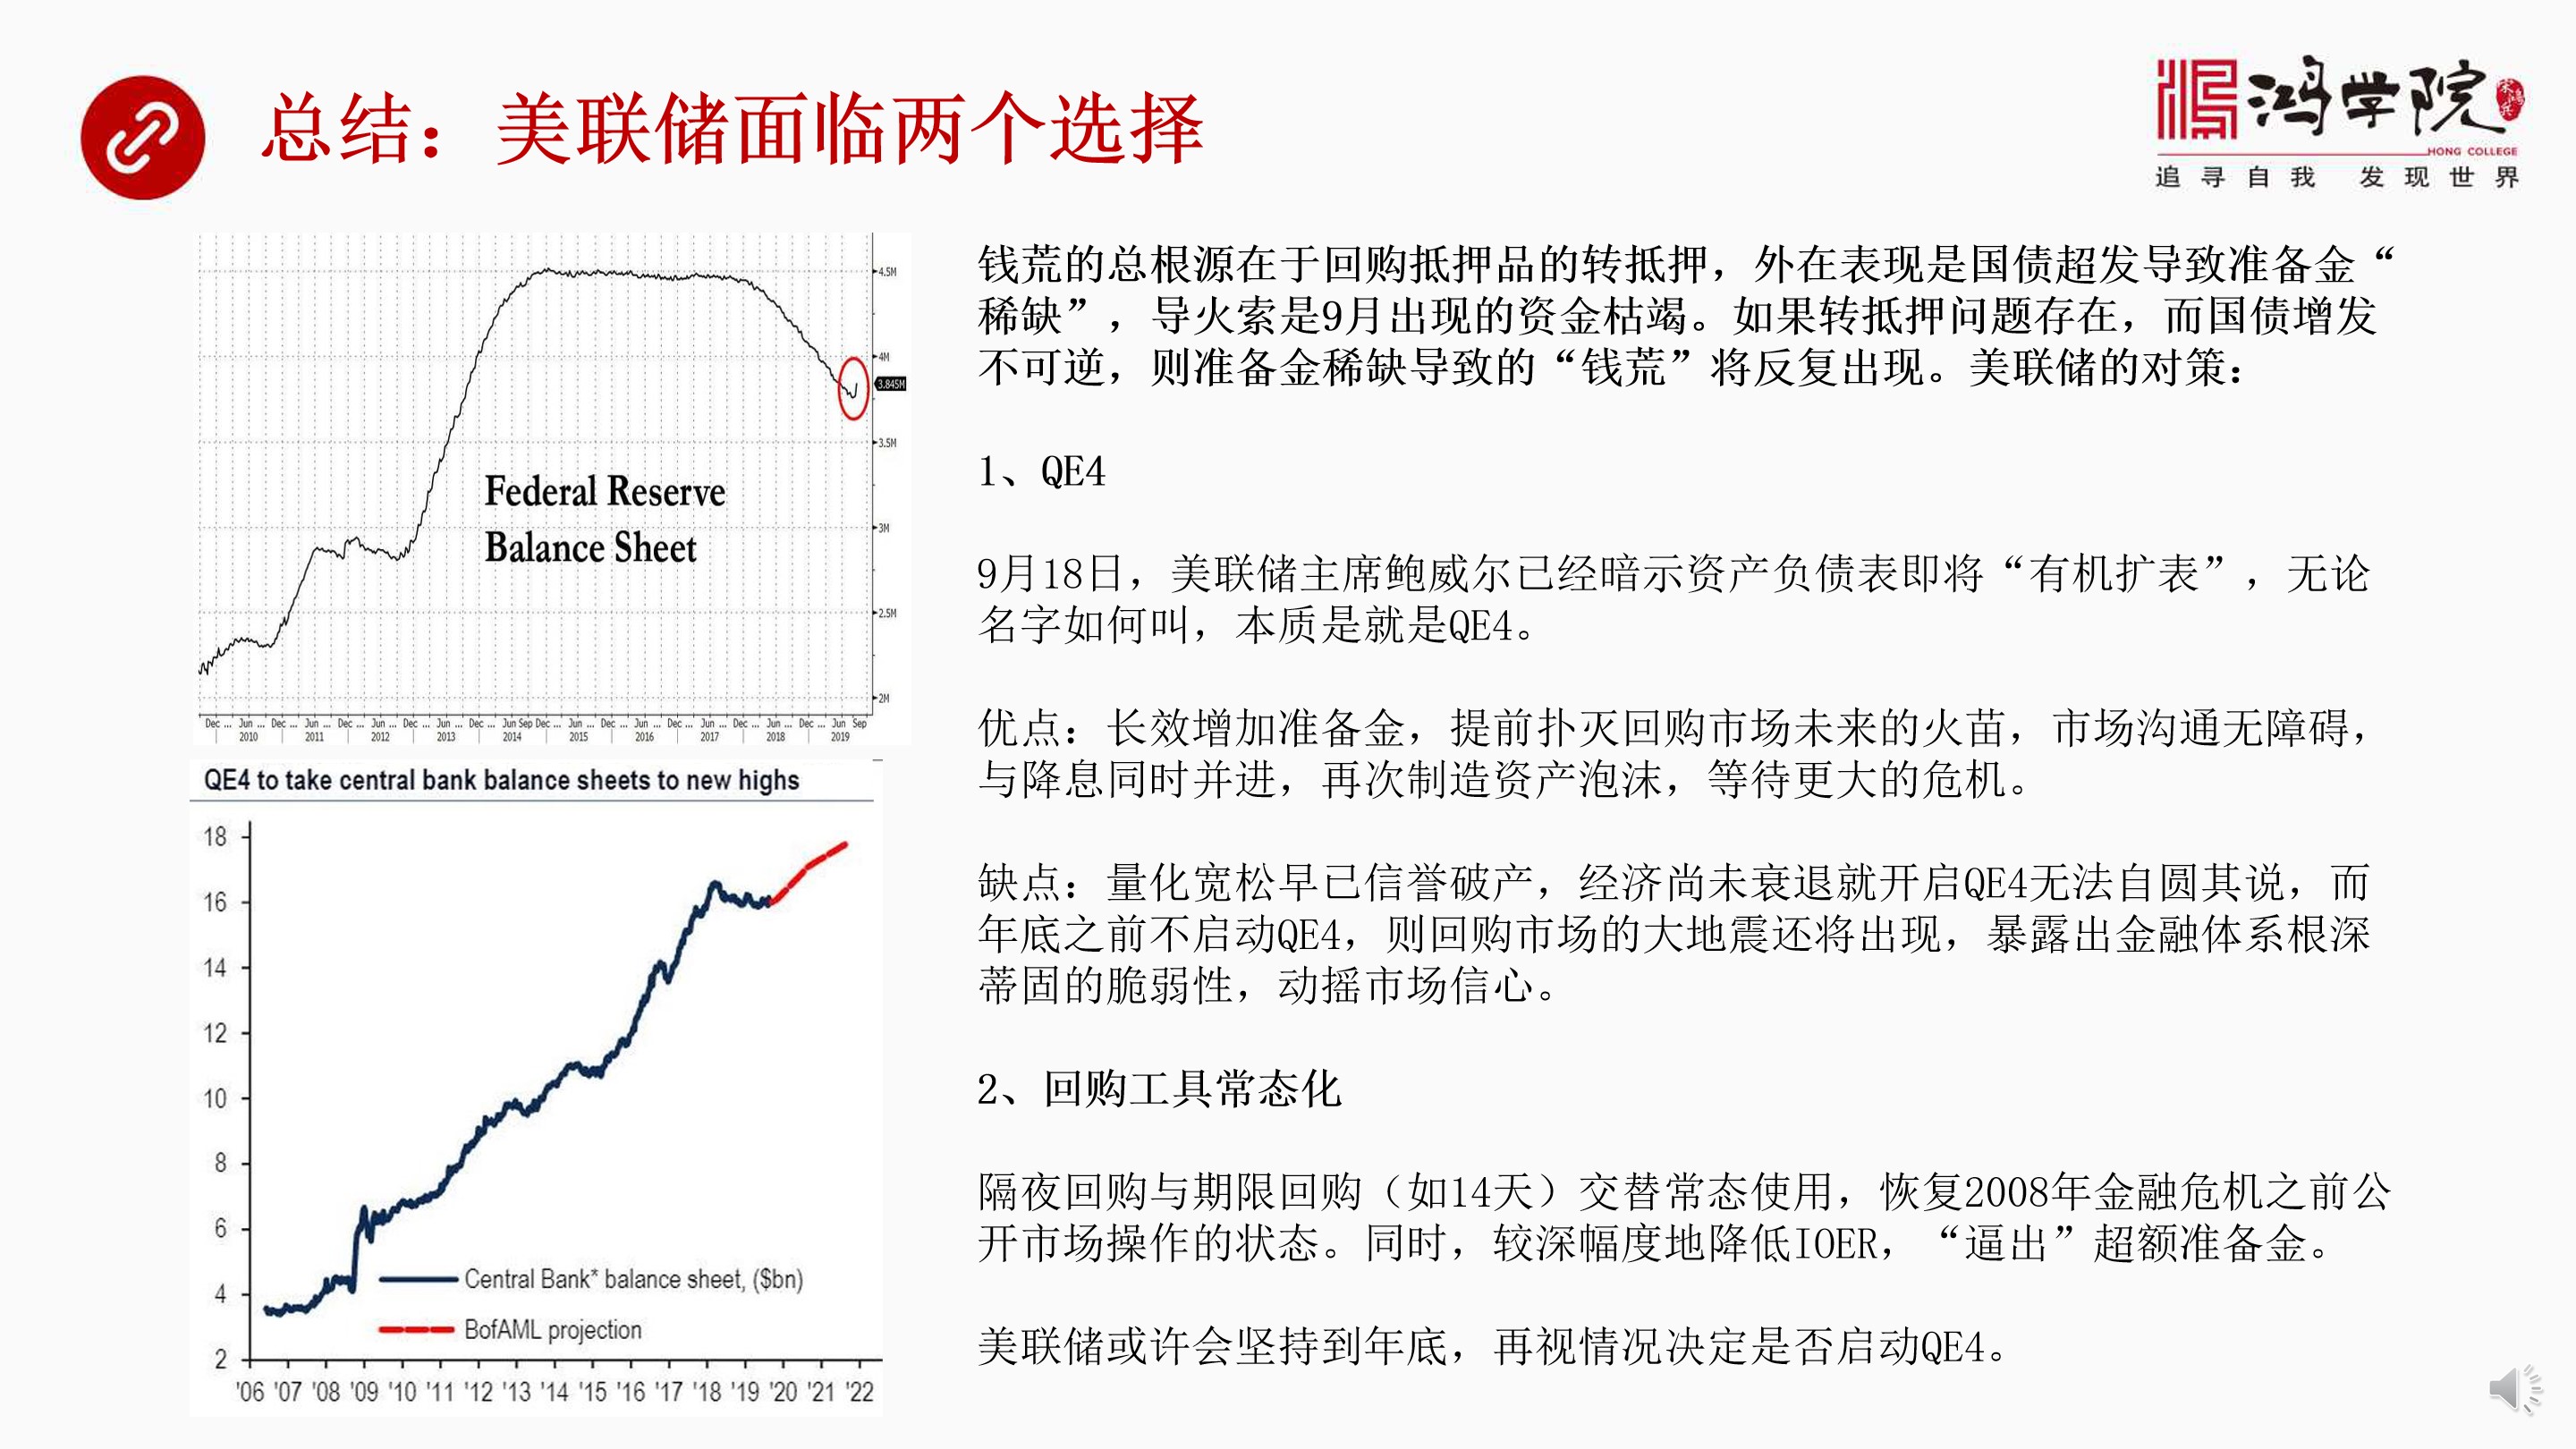 总结：美联储面临两个选择
鸿学院
HONG COLLEGE
追寻自我 发现世界
4.5M
4M
3.845M
3.5M
3M
2.5M
2M
Federal Reserve
Balance Sheet
Dec ... Jun ... Dec ... Jun ... Dec ... Jun ... Dec ... Jun ... Dec ... Jun Sep Dec ... Jun ... Dec ... Jun ... Dec ... Jun ... Dec ... Jun ... Dec ... Jun Sep
2010 2011 2012 2013 2014 2015 2016 2017 2018 2019
QE4 to take central bank balance sheets to new highs
18
16
14
12
10
8
6
4
2
Central Bank* balance sheet, ($bn)
BofAML projection
'06 '07 '08 '09 '10 '11 '12 '13 '14 '15 '16 '17 '18 '19 '20 '21 '22
钱荒的总根源在于回购抵押品的转抵押，外在表现是国债超发导致准备金“
稀缺”，导火索是9月出现的资金枯竭。如果转抵押问题存在，而国债增发
不可逆，则准备金稀缺导致的“钱荒”将反复出现。美联储的对策：
1、QE4
9月18日，美联储主席鲍威尔已经暗示资产负债表即将“有机扩表”，无论
名字如何叫，本质是就是QE4。
优点：长效增加准备金，提前扑灭回购市场未来的火苗，市场沟通无障碍，
与降息同时并进，再次制造资产泡沫，等待更大的危机。
缺点：量化宽松早已信誉破产，经济尚未衰退就开启QE4无法自圆其说，而
年底之前不启动QE4，则回购市场的大地震还将出现，暴露出金融体系根深
蒂固的脆弱性，动摇市场信心。
2、回购工具常态化
隔夜回购与期限回购（如14天）交替常态使用，恢复2008年金融危机之前公
开市场操作的状态。同时，较深幅度地降低IOER，“逼出”超额准备金。
美联储或许会坚持到年底，再视情况决定是否启动QE4。